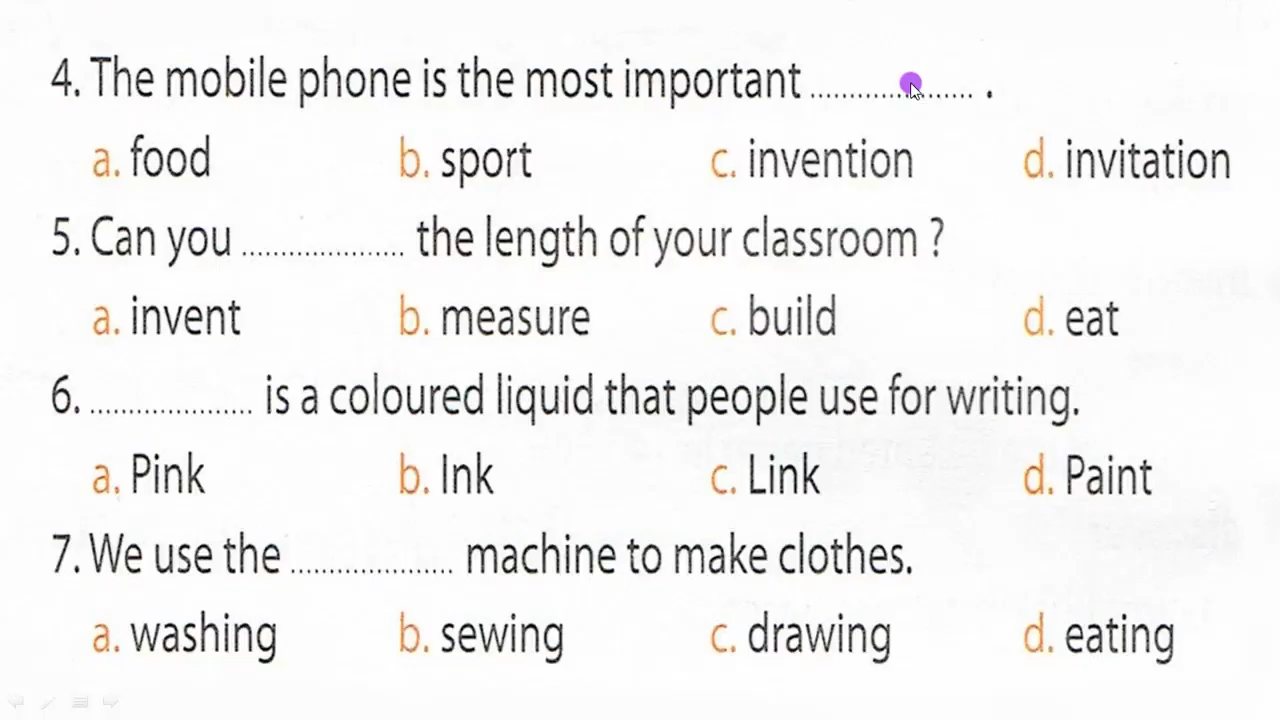 4. The mobile phone is the most important .................... .
a. food b. sport c. invention d. invitation
5. Can you .................... the length of your classroom ?
a. invent b. measure c. build d. eat
6. .................... is a coloured liquid that people use for writing.
a. Pink b. Ink c. Link d. Paint
7. We use the .................... machine to make clothes.
a. washing b. sewing c. drawing d. eating